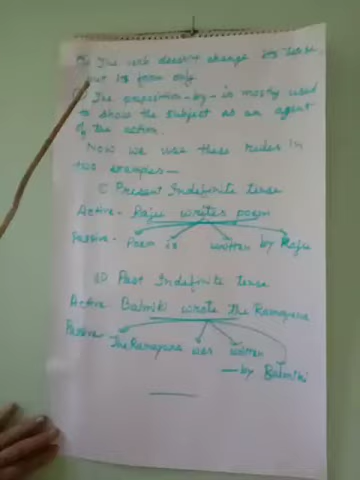 The verb doesn't change its tense
but its form only.
The preposition - by - is mostly used
to show the subject as an agent
of the action.
Now we use these rules in
two examples —
(i) Present Indefinite tense
Active - Raju writes poem
Passive - Poem is written by Raju
(ii) Past Indefinite tense
Active Balmiki wrote the Ramayana
Passive The Ramayana was written
— by Balmiki